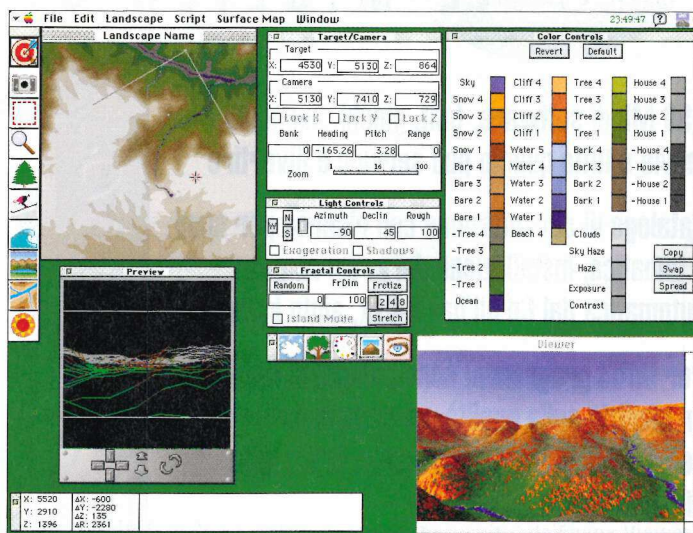 File Edit Landscape Script Surface Map Window 23:49:47
Landscape Name
Target/Camera
Target
X: 4530 Y: 5130 Z: 864
Camera
X: 5130 Y: 7410 Z: 729
Lock X Lock Y Lock Z
Bank Heading Pitch Range
0 -165.26 3.28 0
Zoom 1 16 100
Light Controls
N W S
Azimuth Declin Rough
-90 45 100
Exageration Shadows
Fractal Controls
Random FrDim Frctlze
0 100 1 2 4 8
Island Mode Stretch
Color Controls
Revert Default
Sky Cliff 4 Tree 4 House 4
Snow 4 Cliff 3 Tree 3 House 3
Snow 3 Cliff 2 Tree 2 House 2
Snow 2 Cliff 1 Tree 1 House 1
Snow 1 Water 5 Bark 4 -House 4
Bare 4 Water 4 Bark 3 -House 3
Bare 3 Water 3 Bark 2 -House 2
Bare 2 Water 2 Bark 1 -House 1
Bare 1 Water 1
-Tree 4 Beach 4 Clouds
-Tree 3 Sky Haze Copy
-Tree 2 Haze Swap
-Tree 1 Exposure Spread
Ocean Contrast
Preview
Viewer
X: 5520 ΔX: -600
Y: 2910 ΔY: -2280
Z: 1396 ΔZ: 135
ΔR: 2361